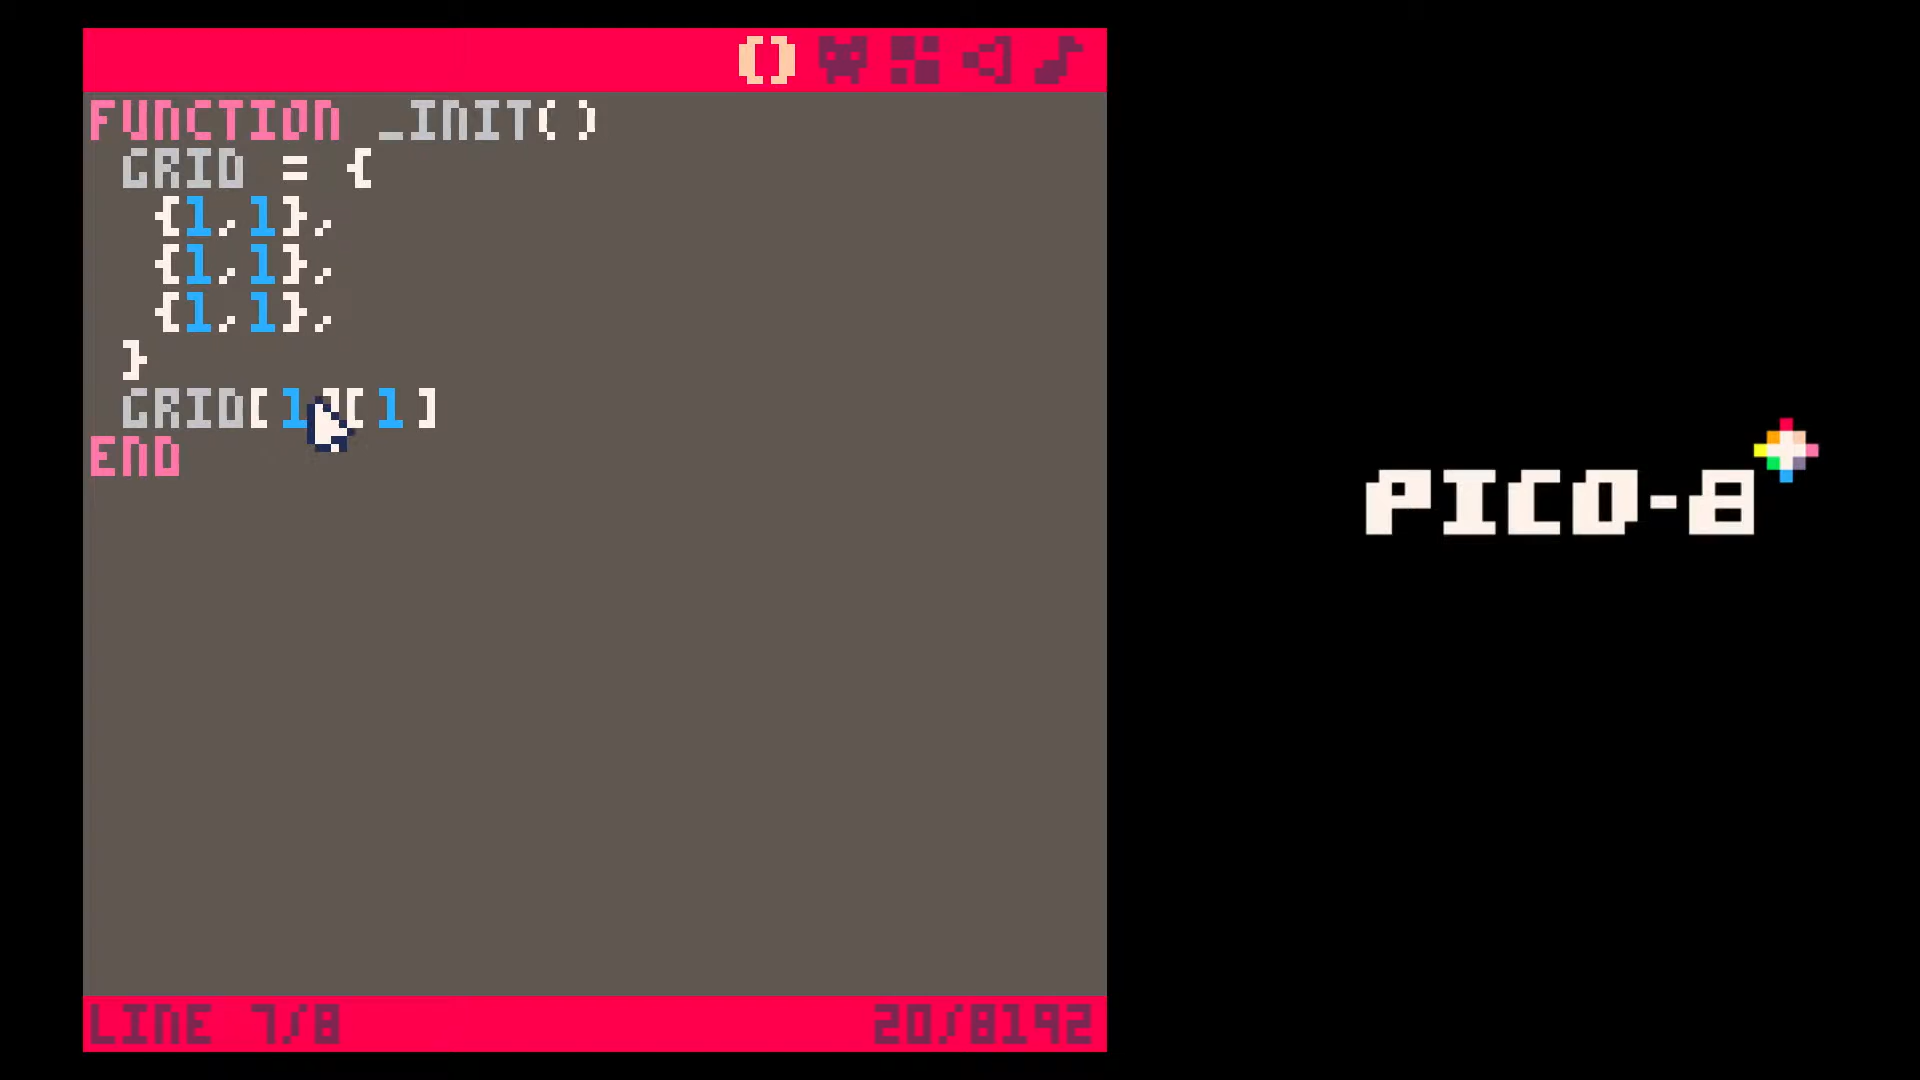 FUNCTION _INIT()
GRID = {
{1,1},
{1,1},
{1,1},
}
GRID[1][1]
END
LINE 7/8
20/8192
PICO-8